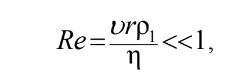 Re = υrρ₁/η << 1,